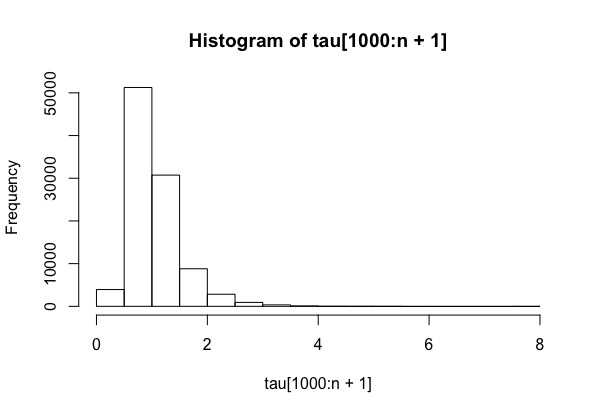 Histogram of tau[1000:n + 1]
Frequency
50000
30000
10000
0
0 2 4 6 8
tau[1000:n + 1]